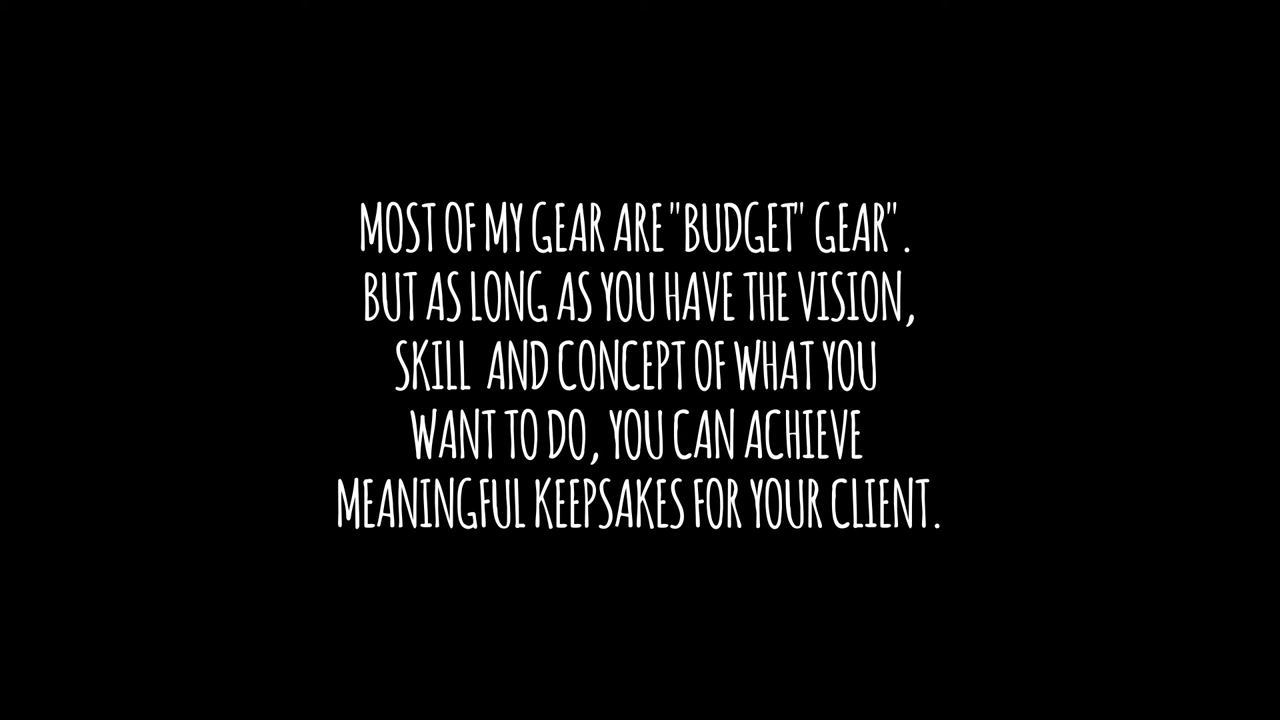 MOST OF MY GEAR ARE "BUDGET" GEAR" .
BUT AS LONG AS YOU HAVE THE VISION,
SKILL AND CONCEPT OF WHAT YOU
WANT TO DO, YOU CAN ACHIEVE
MEANINGFUL KEEPSAKES FOR YOUR CLIENT.